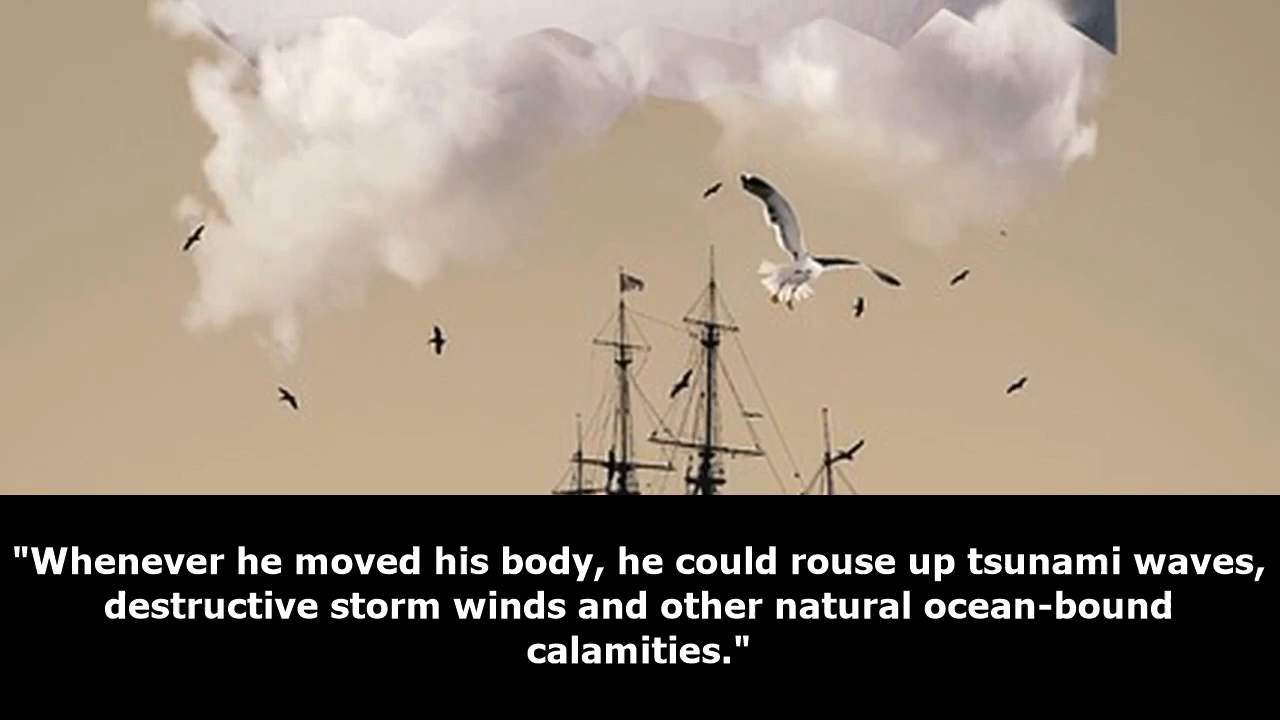 "Whenever he moved his body, he could rouse up tsunami waves,
destructive storm winds and other natural ocean-bound
calamities."